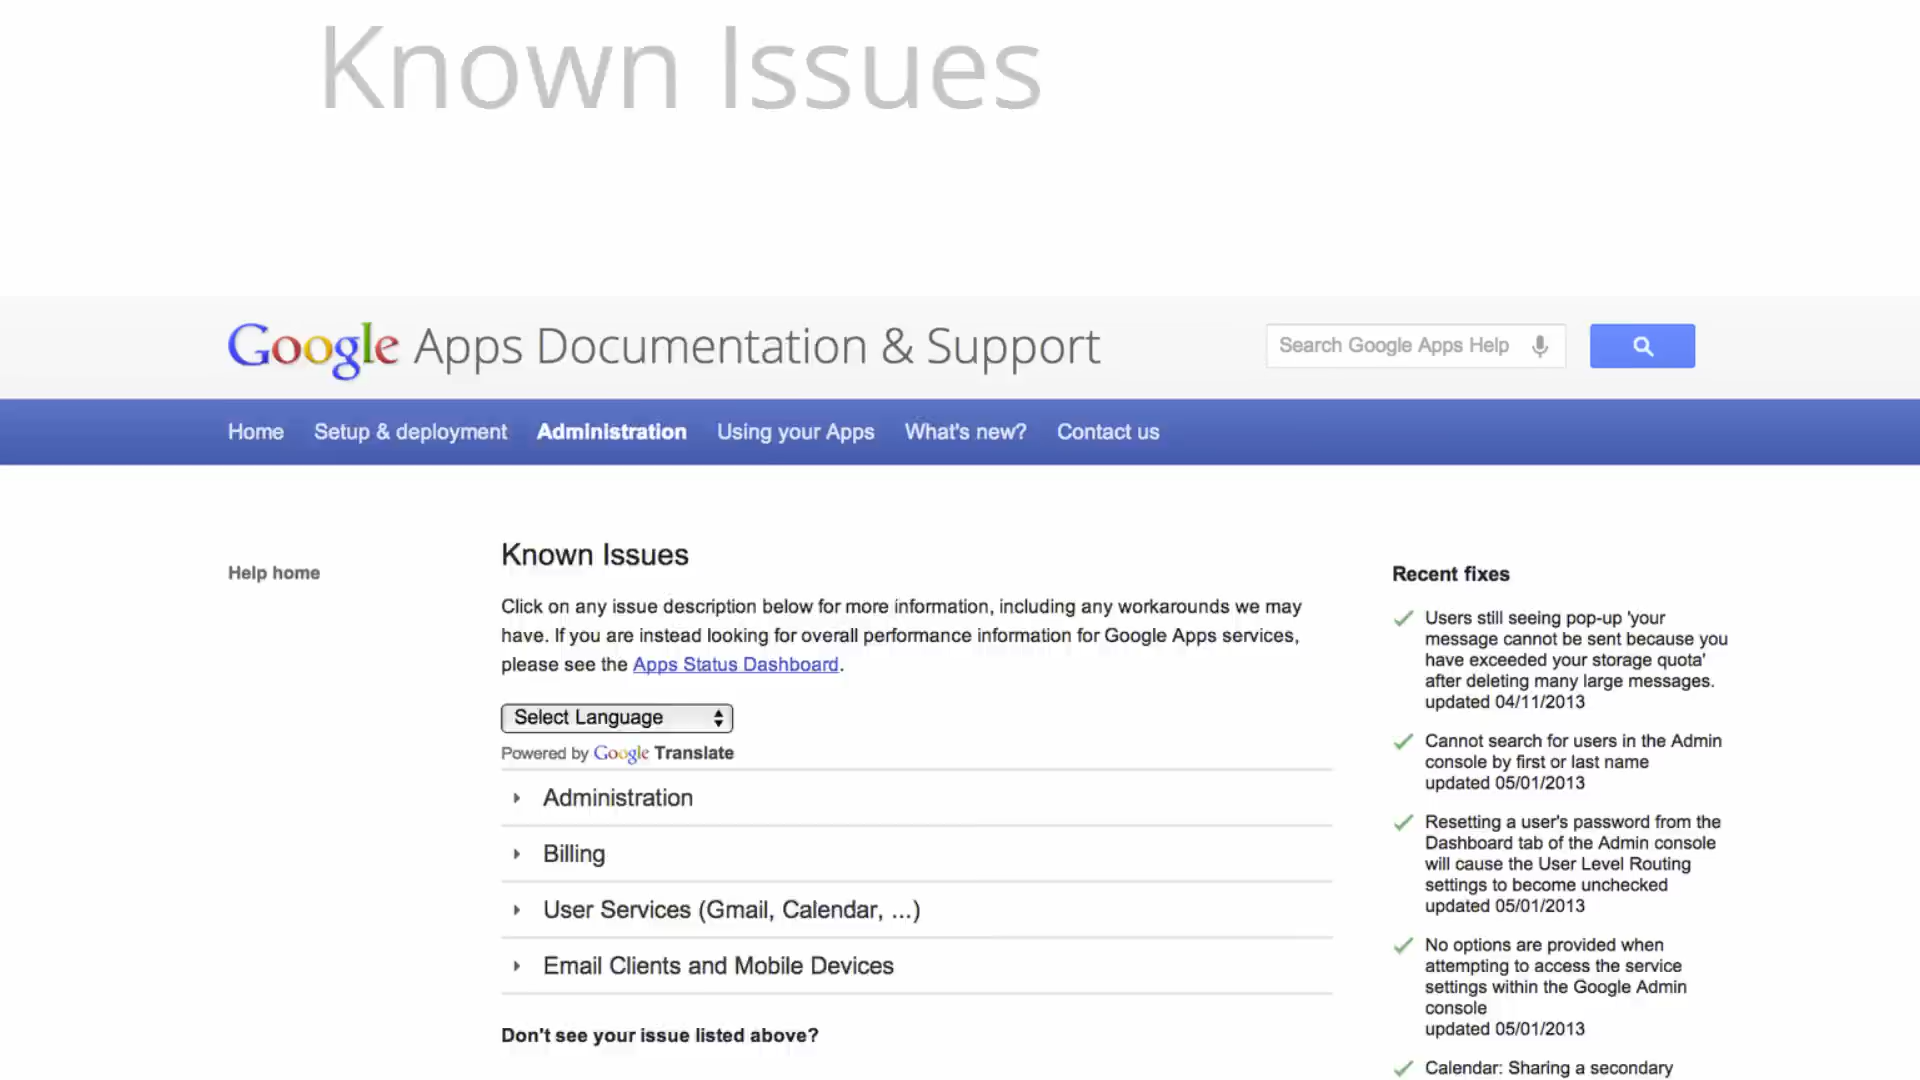 Known Issues
Google Apps Documentation & Support
Search Google Apps Help
Home Setup & deployment Administration Using your Apps What's new? Contact us
Help home
Known Issues
Click on any issue description below for more information, including any workarounds we may
have. If you are instead looking for overall performance information for Google Apps services,
please see the Apps Status Dashboard.
Select Language
Powered by Google Translate
Administration
Billing
User Services (Gmail, Calendar, ...)
Email Clients and Mobile Devices
Don't see your issue listed above?
Recent fixes
Users still seeing pop-up 'your
message cannot be sent because you
have exceeded your storage quota'
after deleting many large messages.
updated 04/11/2013
Cannot search for users in the Admin
console by first or last name
updated 05/01/2013
Resetting a user's password from the
Dashboard tab of the Admin console
will cause the User Level Routing
settings to become unchecked
updated 05/01/2013
No options are provided when
attempting to access the service
settings within the Google Admin
console
updated 05/01/2013
Calendar: Sharing a secondary